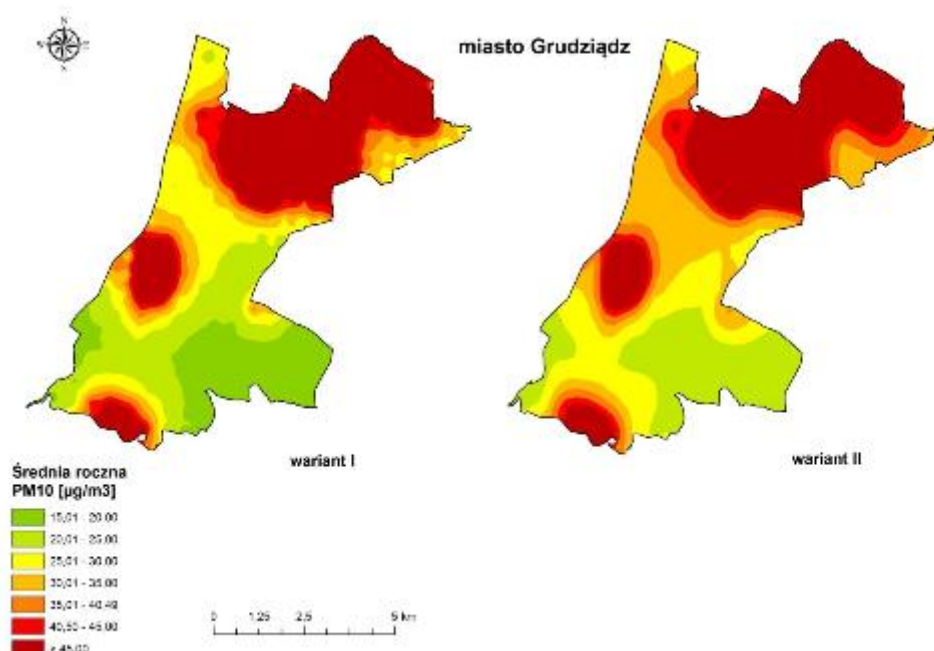 N
miasto Grudziądz
wariant I
wariant II
Średnia roczna
PM10 [µg/m3]
15,01 - 20,00
20,01 - 25,00
25,01 - 30,00
30,01 - 35,00
35,01 - 40,49
40,50 - 45,00
> 45,00
0 1,25 2,5 5 km